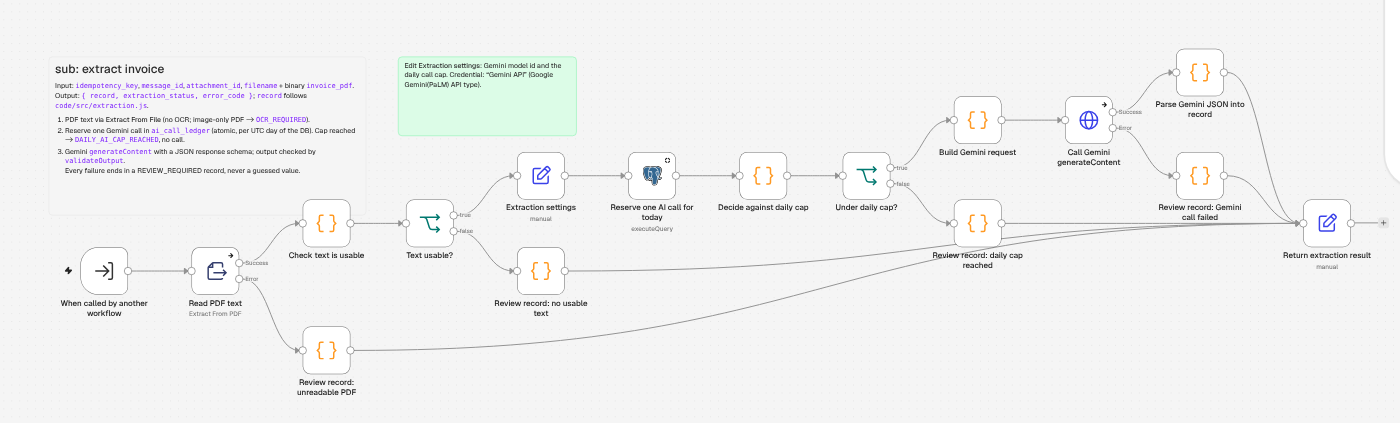 sub: extract invoice
Input: idempotency_key, message_id, attachment_id, filename + binary invoice_pdf.
Output: { record, extraction_status, error_code }; record follows
code/src/extraction.js.
1. PDF text via Extract From File (no OCR; image-only PDF → OCR_REQUIRED).
2. Reserve one Gemini call in ai_call_ledger (atomic, per UTC day of the DB). Cap reached
→ DAILY_AI_CAP_REACHED, no call.
3. Gemini generateContent with a JSON response schema; output checked by
validateOutput.
Every failure ends in a REVIEW_REQUIRED record, never a guessed value.
Edit Extraction settings: Gemini model id and the
daily call cap. Credential: “Gemini API” (Google
Gemini(PaLM) API type).
When called by another
workflow
Read PDF text
Extract From PDF
Success
Error
Check text is usable
Review record:
unreadable PDF
Text usable?
true
false
Extraction settings
manual
Review record: no usable
text
Reserve one AI call for
today
executeQuery
Decide against daily cap
Under daily cap?
true
false
Build Gemini request
Review record: daily cap
reached
Call Gemini
generateContent
Success
Error
Parse Gemini JSON into
record
Review record: Gemini
call failed
Return extraction result
manual